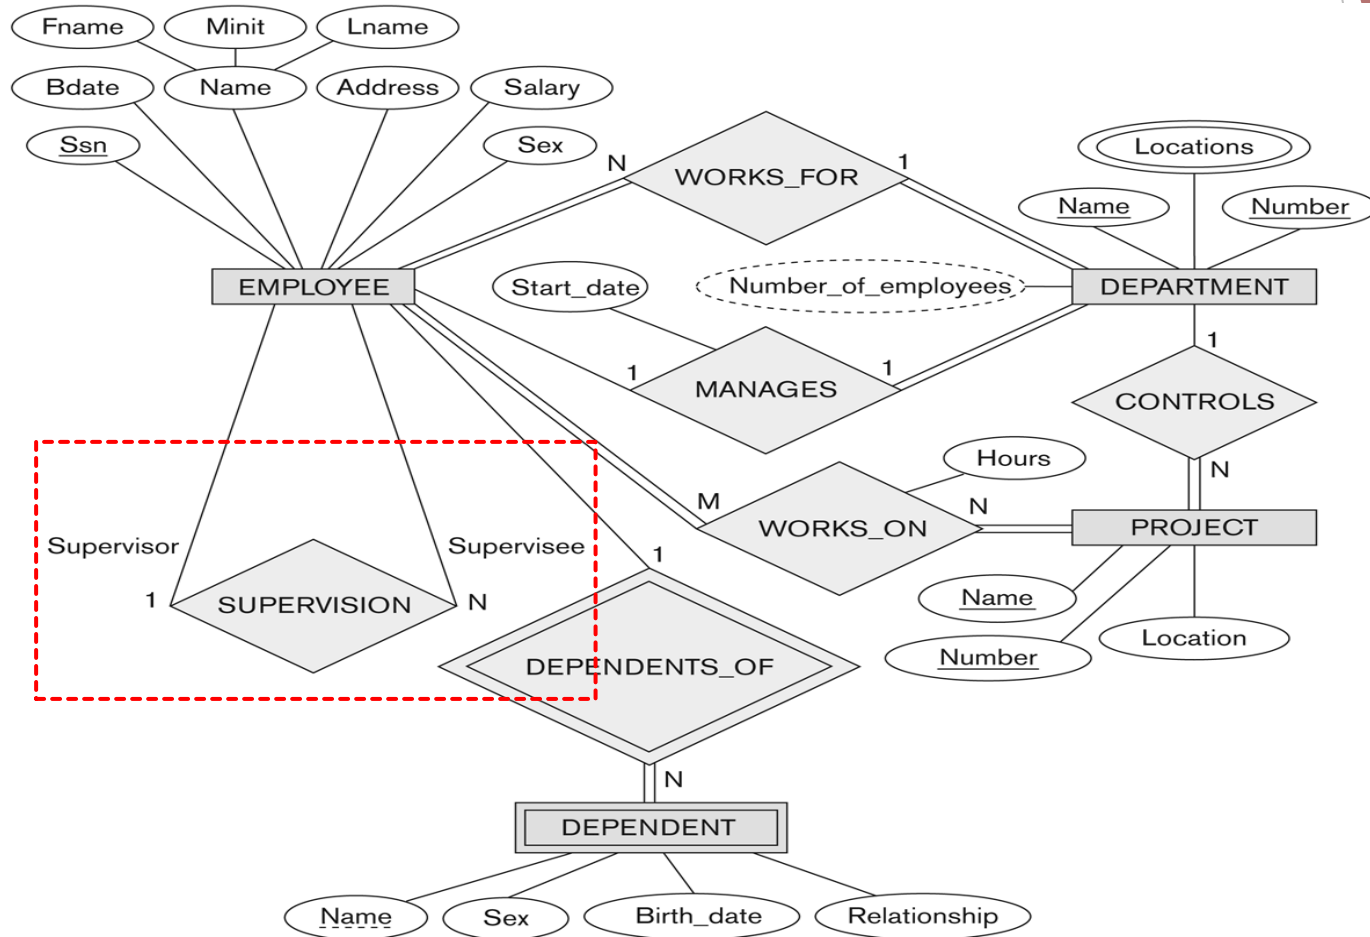 Fname
Minit
Lname
Bdate
Name
Address
Salary
Ssn
Sex
N
WORKS_FOR
1
Locations
Name
Number
EMPLOYEE
Start_date
Number_of_employees
DEPARTMENT
1
MANAGES
1
1
CONTROLS
N
Hours
M
WORKS_ON
N
PROJECT
Supervisor
Supervisee
1
SUPERVISION
N
1
Name
Number
Location
DEPENDENTS_OF
N
DEPENDENT
Name
Sex
Birth_date
Relationship